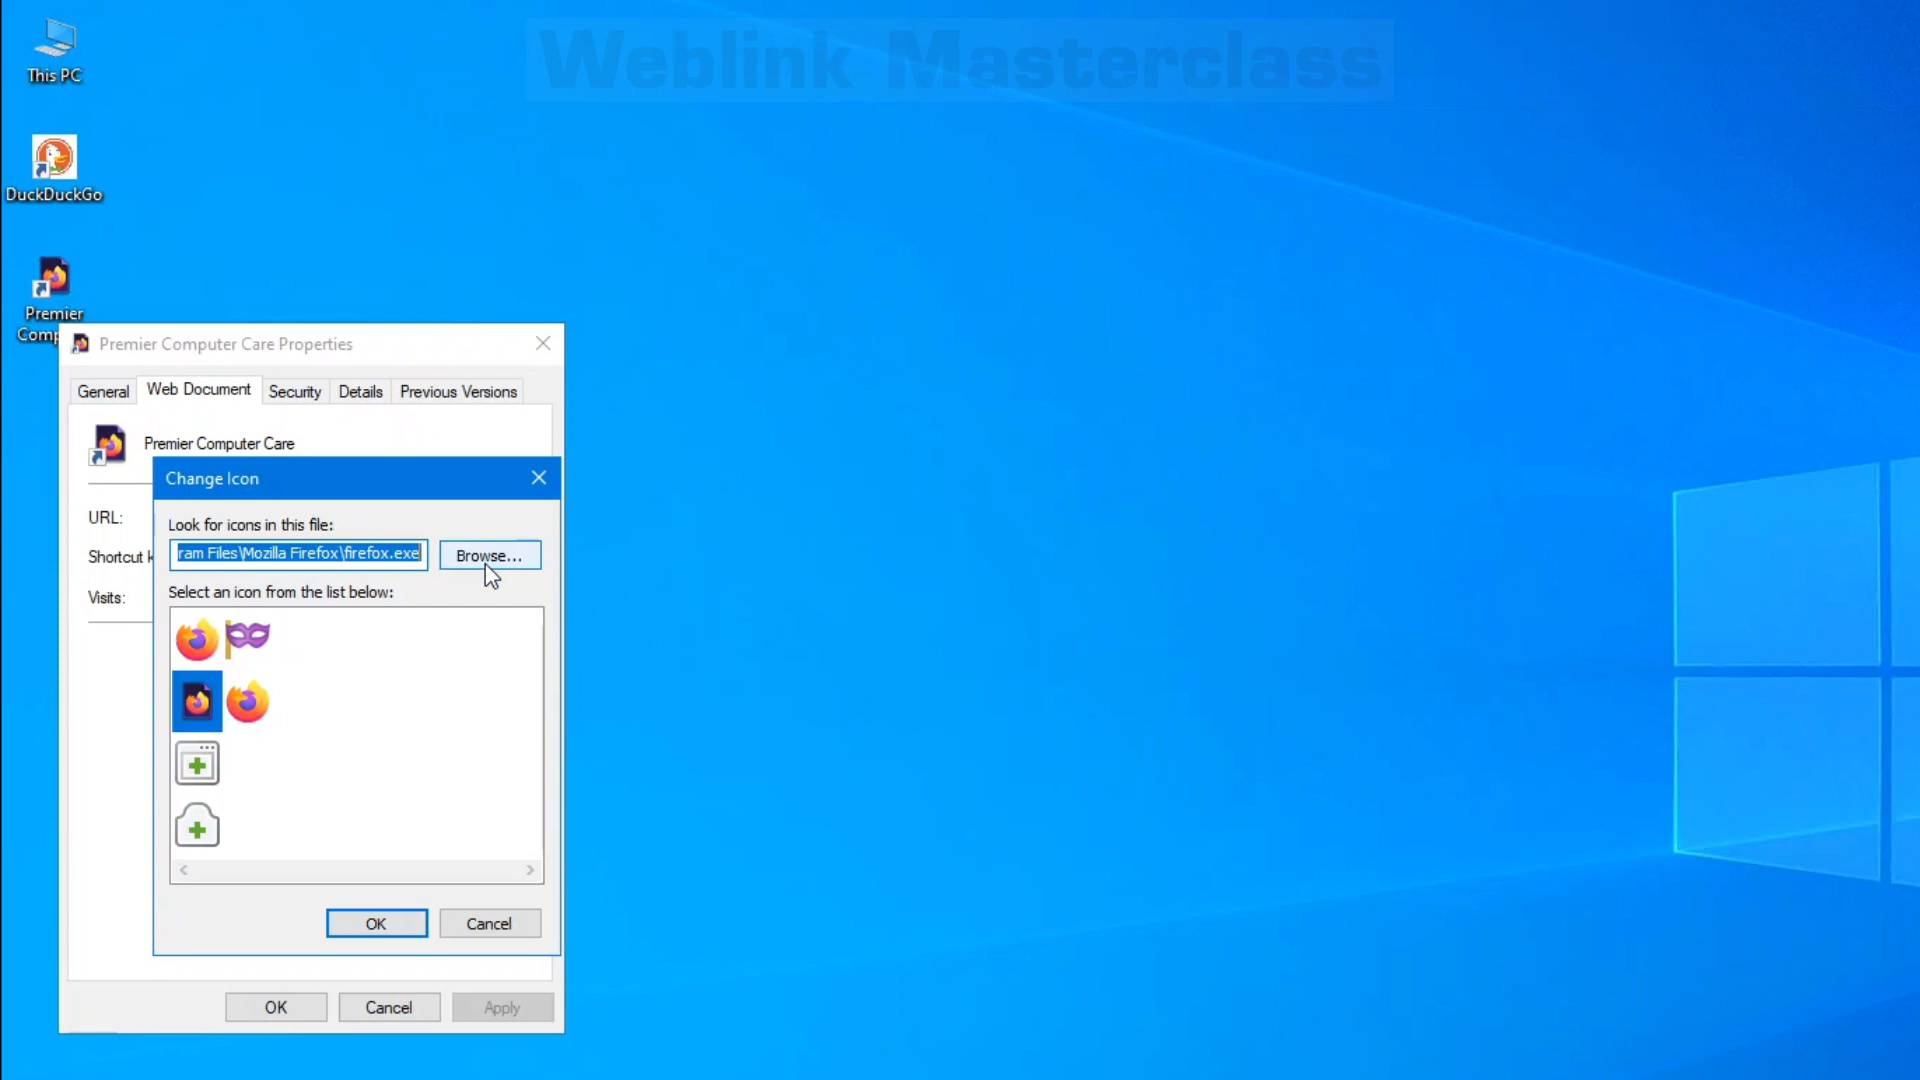 Weblink Masterclass
This PC
DuckDuckGo
Premier
Comp
Premier Computer Care Properties
General
Web Document
Security
Details
Previous Versions
Premier Computer Care
Change Icon
URL:
Look for icons in this file:
Shortcut k
ram Files\Mozilla Firefox\firefox.exe
Browse...
Visits:
Select an icon from the list below:
OK
Cancel
OK
Cancel
Apply